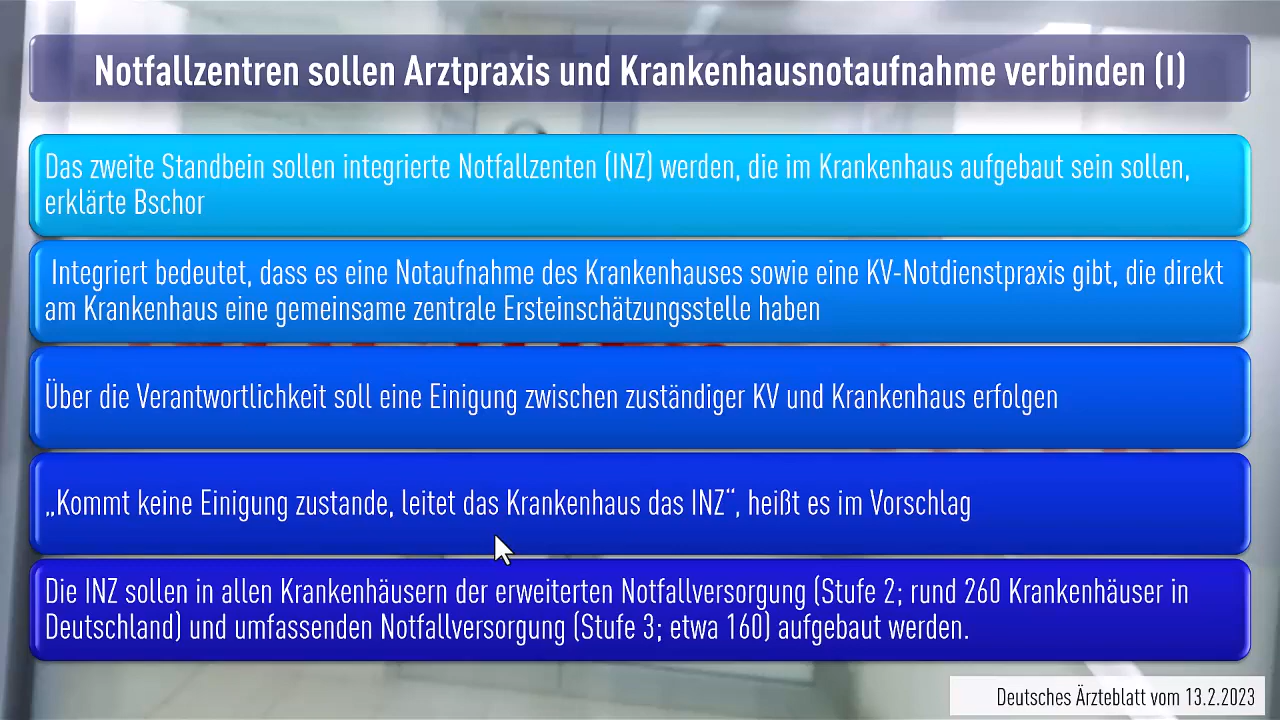 Notfallzentren sollen Arztpraxis und Krankenhausnotaufnahme verbinden (I)
Das zweite Standbein sollen integrierte Notfallzenten (INZ) werden, die im Krankenhaus aufgebaut sein sollen,
erklärte Bschor
Integriert bedeutet, dass es eine Notaufnahme des Krankenhauses sowie eine KV-Notdienstpraxis gibt, die direkt
am Krankenhaus eine gemeinsame zentrale Ersteinschätzungsstelle haben
Über die Verantwortlichkeit soll eine Einigung zwischen zuständiger KV und Krankenhaus erfolgen
„Kommt keine Einigung zustande, leitet das Krankenhaus das INZ“, heißt es im Vorschlag
Die INZ sollen in allen Krankenhäusern der erweiterten Notfallversorgung (Stufe 2; rund 260 Krankenhäuser in
Deutschland) und umfassenden Notfallversorgung (Stufe 3; etwa 160) aufgebaut werden.
Deutsches Ärzteblatt vom 13.2.2023